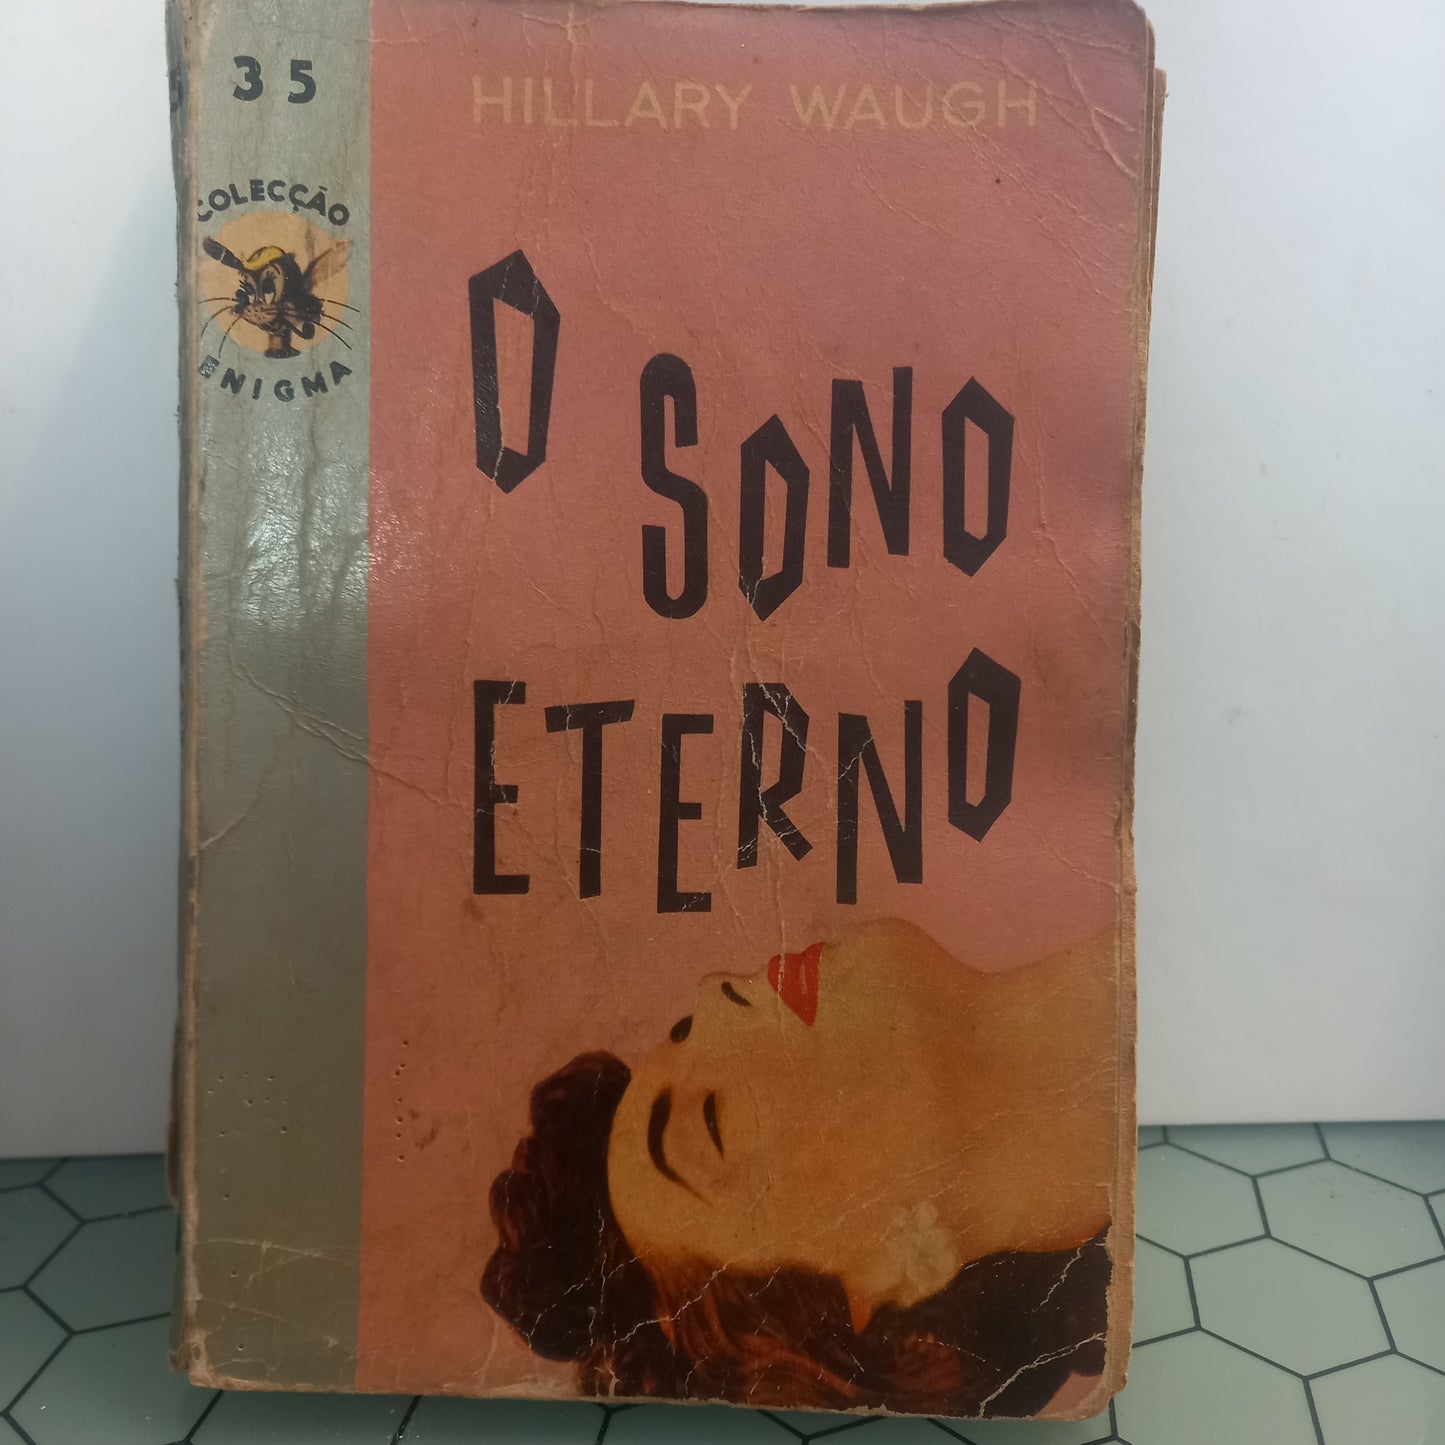 35
HILLARY WAUGH
COLECÇÃO
ENIGMA
O SONO
ETERNO